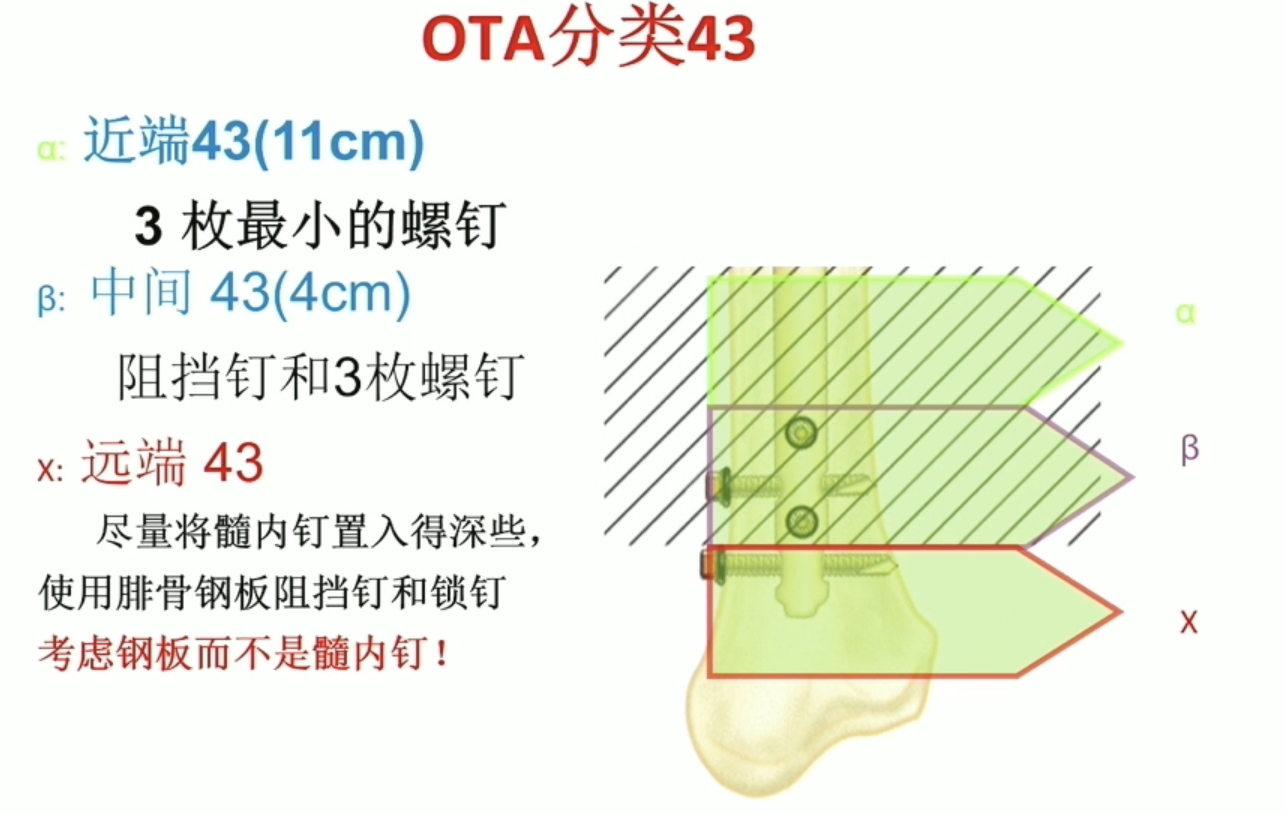 OTA分类43
α: 近端43(11cm)
3 枚最小的螺钉
β: 中间 43(4cm)
阻挡钉和3枚螺钉
x: 远端 43
尽量将髓内钉置入得深些，
使用腓骨钢板阻挡钉和锁钉
考虑钢板而不是髓内钉！
α
β
x